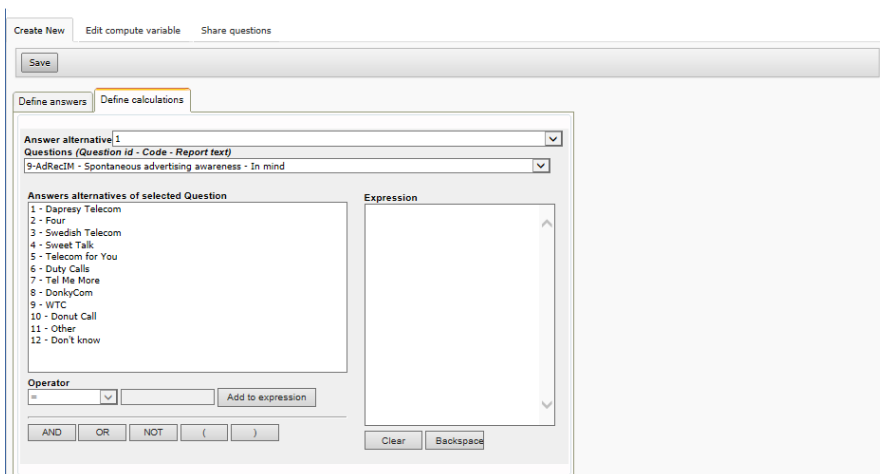 Create New Edit compute variable Share questions
Save
Define answers Define calculations
Answer alternative 1
Questions (Question id - Code - Report text)
9-AdRecIM - Spontaneous advertising awareness - In mind
Answers alternatives of selected Question
1 - Dapresy Telecom
2 - Four
3 - Swedish Telecom
4 - Sweet Talk
5 - Telecom for You
6 - Duty Calls
7 - Tel Me More
8 - DonkyCom
9 - WTC
10 - Donut Call
11 - Other
12 - Don't know
Expression
Operator
= Add to expression
AND OR NOT ( )
Clear Backspace